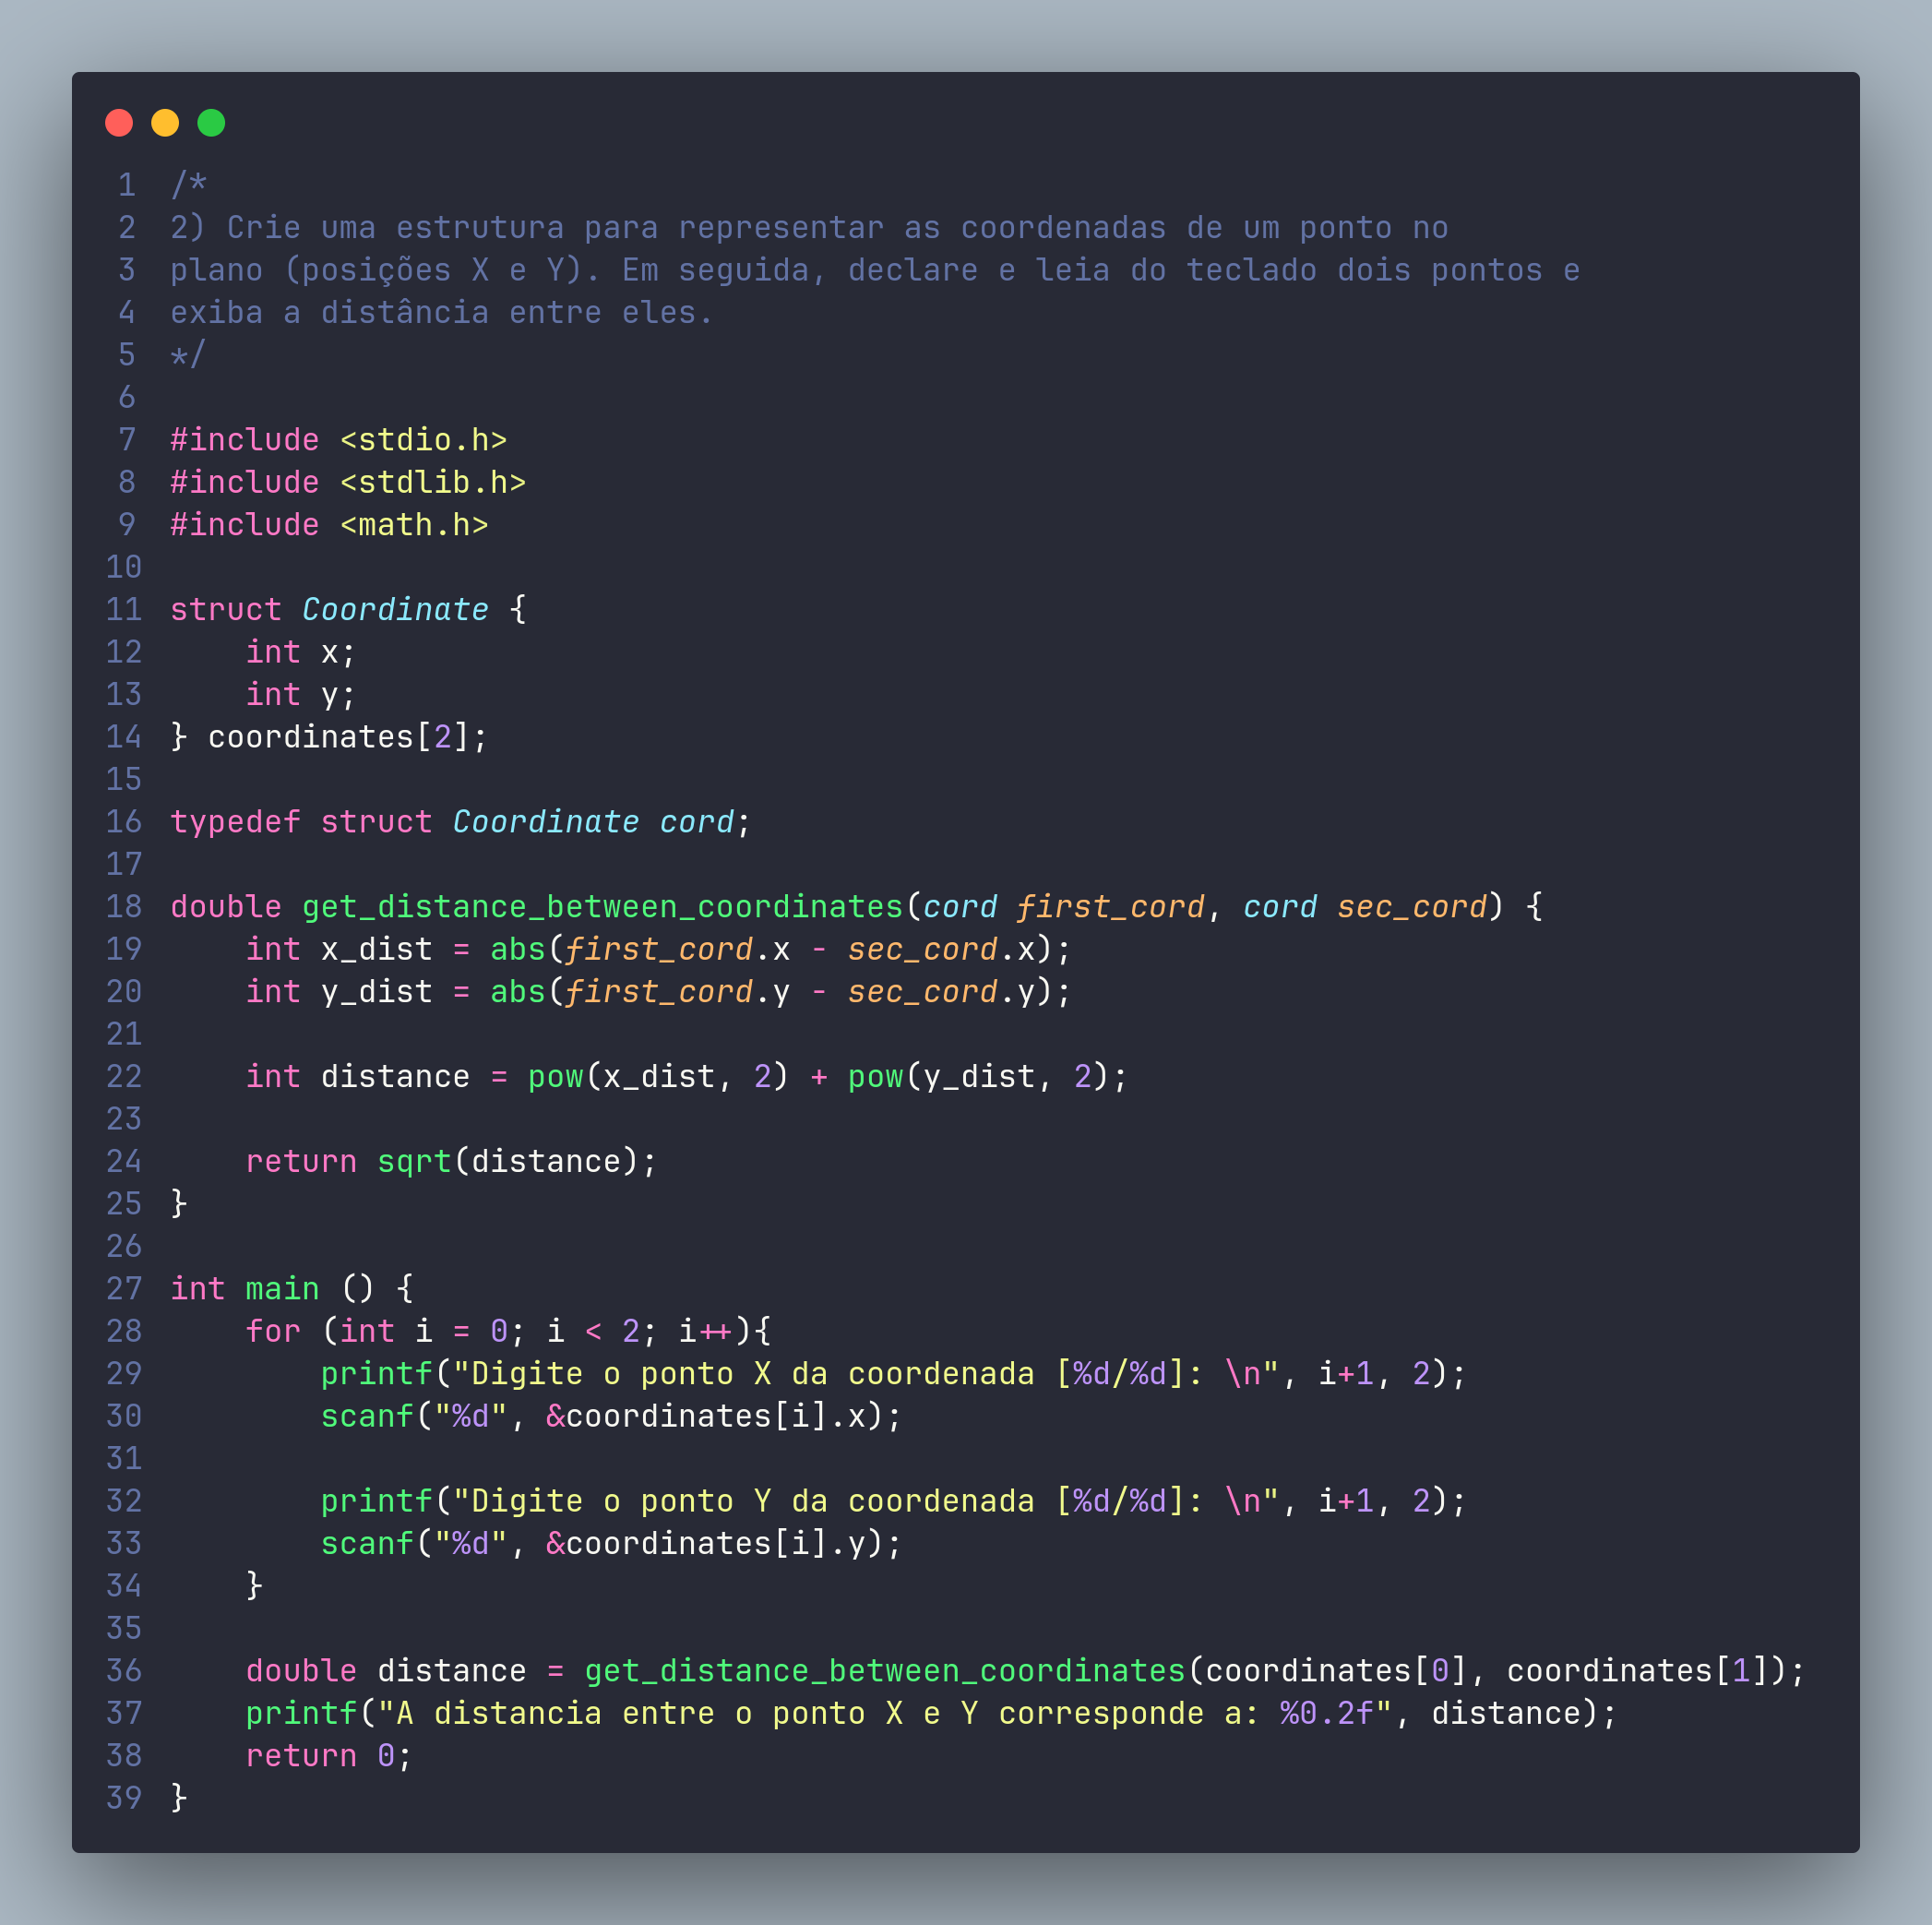 1 /*
2 2) Crie uma estrutura para representar as coordenadas de um ponto no
3 plano (posições X e Y). Em seguida, declare e leia do teclado dois pontos e
4 exiba a distância entre eles.
5 */
6
7 #include <stdio.h>
8 #include <stdlib.h>
9 #include <math.h>
10
11 struct Coordinate {
12     int x;
13     int y;
14 } coordinates[2];
15
16 typedef struct Coordinate cord;
17
18 double get_distance_between_coordinates(cord first_cord, cord sec_cord) {
19     int x_dist = abs(first_cord.x - sec_cord.x);
20     int y_dist = abs(first_cord.y - sec_cord.y);
21
22     int distance = pow(x_dist, 2) + pow(y_dist, 2);
23
24     return sqrt(distance);
25 }
26
27 int main () {
28     for (int i = 0; i < 2; i++){
29         printf("Digite o ponto X da coordenada [%d/%d]: \n", i+1, 2);
30         scanf("%d", &coordinates[i].x);
31
32         printf("Digite o ponto Y da coordenada [%d/%d]: \n", i+1, 2);
33         scanf("%d", &coordinates[i].y);
34     }
35
36     double distance = get_distance_between_coordinates(coordinates[0], coordinates[1]);
37     printf("A distancia entre o ponto X e Y corresponde a: %0.2f", distance);
38     return 0;
39 }